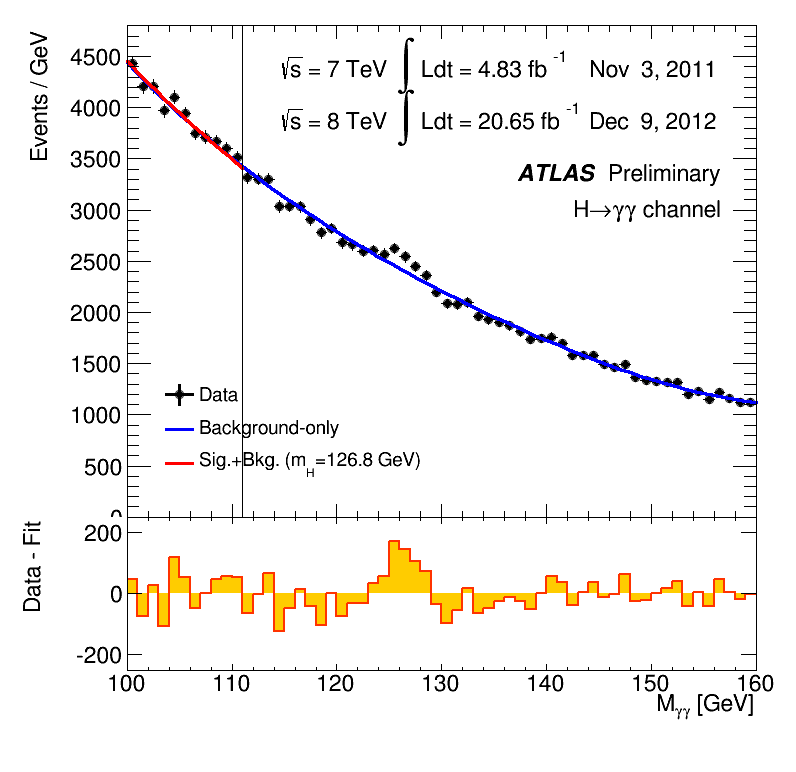 Events / GeV
4500
4000
3500
3000
2500
2000
1500
1000
500
0
√s = 7 TeV ∫ Ldt = 4.83 fb⁻¹ Nov 3, 2011
√s = 8 TeV ∫ Ldt = 20.65 fb⁻¹ Dec 9, 2012
ATLAS Preliminary
H→γγ channel
Data
Background-only
Sig.+Bkg. (m_H=126.8 GeV)
Data - Fit
200
0
-200
100 110 120 130 140 150 160
M_γγ [GeV]